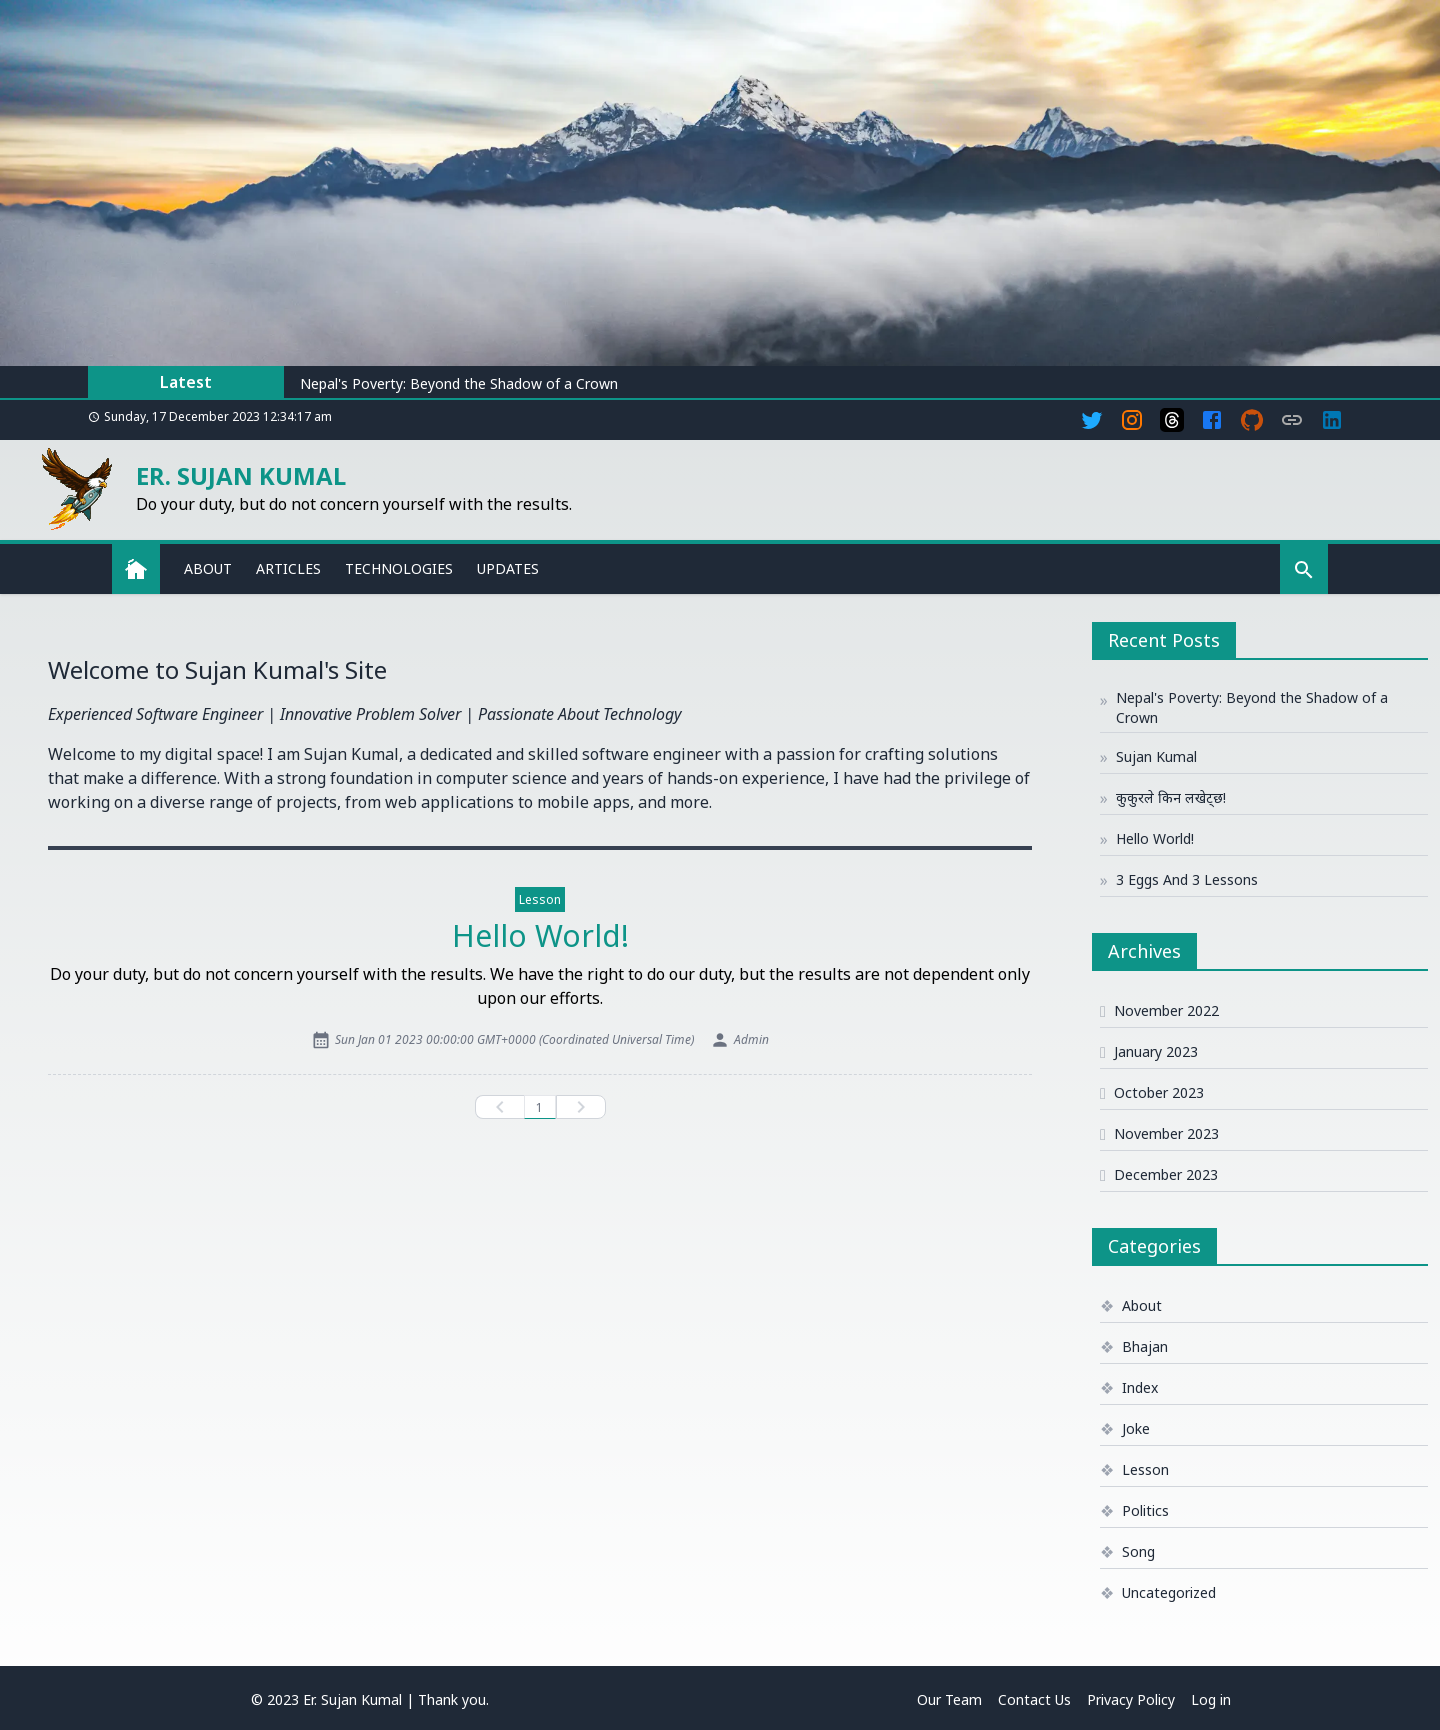 Latest
Nepal's Poverty: Beyond the Shadow of a Crown
Sunday, 17 December 2023 12:34:17 am
ER. SUJAN KUMAL
Do your duty, but do not concern yourself with the results.
ABOUT
ARTICLES
TECHNOLOGIES
UPDATES
Welcome to Sujan Kumal's Site
Experienced Software Engineer | Innovative Problem Solver | Passionate About Technology
Welcome to my digital space! I am Sujan Kumal, a dedicated and skilled software engineer with a passion for crafting solutions
that make a difference. With a strong foundation in computer science and years of hands-on experience, I have had the privilege of
working on a diverse range of projects, from web applications to mobile apps, and more.
Lesson
Hello World!
Do your duty, but do not concern yourself with the results. We have the right to do our duty, but the results are not dependent only
upon our efforts.
Sun Jan 01 2023 00:00:00 GMT+0000 (Coordinated Universal Time)
Admin
1
Recent Posts
» Nepal's Poverty: Beyond the Shadow of a
Crown
» Sujan Kumal
» कुकुरले किन लखेट्छ!
» Hello World!
» 3 Eggs And 3 Lessons
Archives
November 2022
January 2023
October 2023
November 2023
December 2023
Categories
❖ About
❖ Bhajan
❖ Index
❖ Joke
❖ Lesson
❖ Politics
❖ Song
❖ Uncategorized
© 2023 Er. Sujan Kumal | Thank you.
Our Team
Contact Us
Privacy Policy
Log in